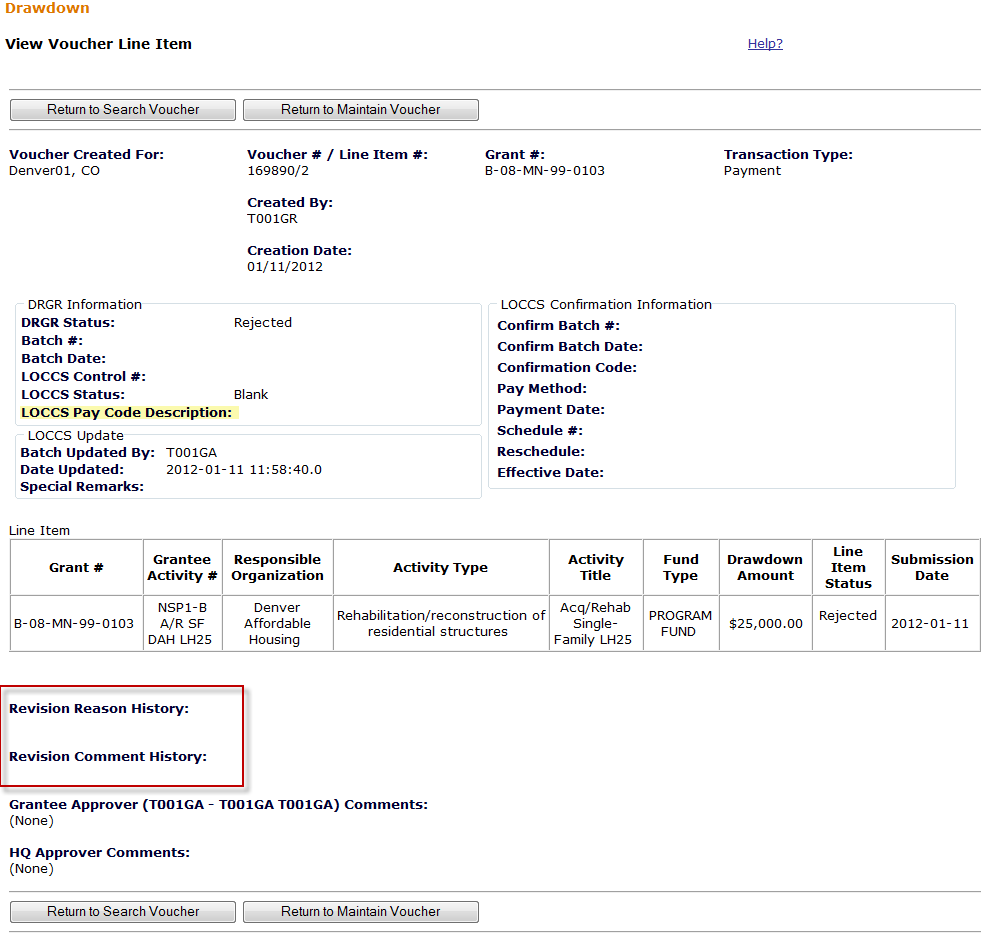 Drawdown
View Voucher Line Item
Help?
Return to Search Voucher
Return to Maintain Voucher
Voucher Created For:
Denver01, CO
Voucher # / Line Item #:
169890/2
Grant #:
B-08-MN-99-0103
Transaction Type:
Payment
Created By:
T001GR
Creation Date:
01/11/2012
DRGR Information
DRGR Status: Rejected
Batch #:
Batch Date:
LOCCS Control #:
LOCCS Status: Blank
LOCCS Pay Code Description:
LOCCS Update
Batch Updated By: T001GA
Date Updated: 2012-01-11 11:58:40.0
Special Remarks:
LOCCS Confirmation Information
Confirm Batch #:
Confirm Batch Date:
Confirmation Code:
Pay Method:
Payment Date:
Schedule #:
Reschedule:
Effective Date:
Line Item
Grant #
Grantee
Activity #
Responsible
Organization
Activity Type
Activity
Title
Fund
Type
Drawdown
Amount
Line
Item
Status
Submission
Date
B-08-MN-99-0103
NSP1-B
A/R SF
DAH LH25
Denver
Affordable
Housing
Rehabilitation/reconstruction of
residential structures
Acq/Rehab
Single-
Family LH25
PROGRAM
FUND
$25,000.00
Rejected
2012-01-11
Revision Reason History:
Revision Comment History:
Grantee Approver (T001GA - T001GA T001GA) Comments:
(None)
HQ Approver Comments:
(None)
Return to Search Voucher
Return to Maintain Voucher